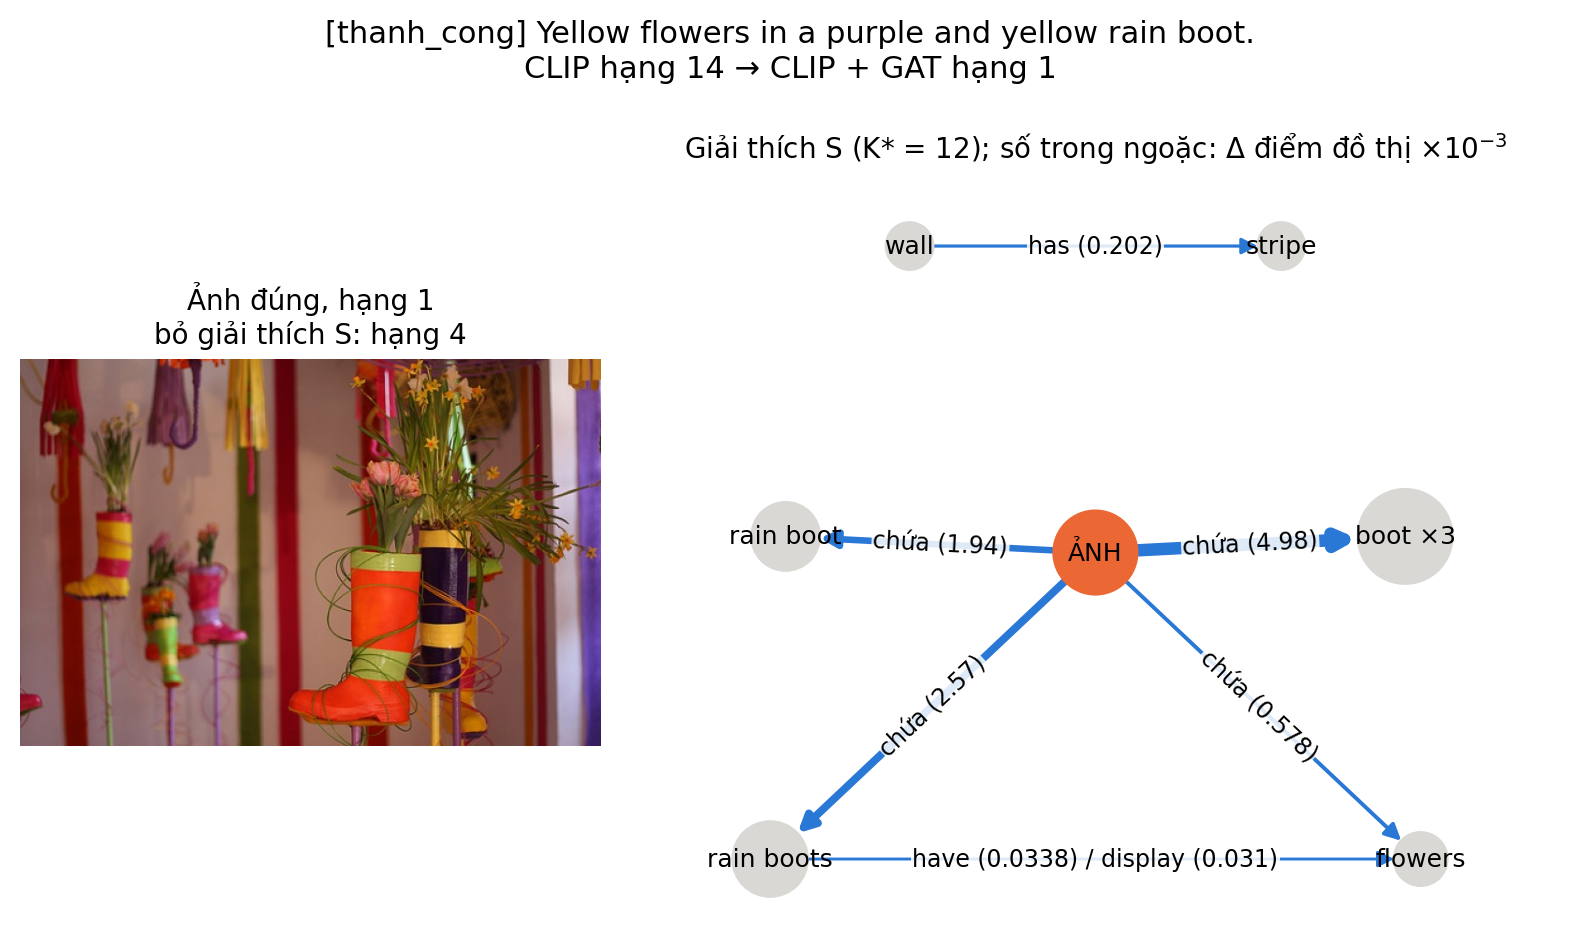 [thanh_cong] Yellow flowers in a purple and yellow rain boot.
CLIP hạng 14 → CLIP + GAT hạng 1
Giải thích S (K* = 12); số trong ngoặc: Δ điểm đồ thị ×10⁻³
wall
has (0.202)
stripe
Ảnh đúng, hạng 1
bỏ giải thích S: hạng 4
rain boot
chứa (1.94)
ẢNH
chứa (4.98)
boot ×3
chứa (2.57)
chứa (0.578)
rain boots
have (0.0338) / display (0.031)
flowers